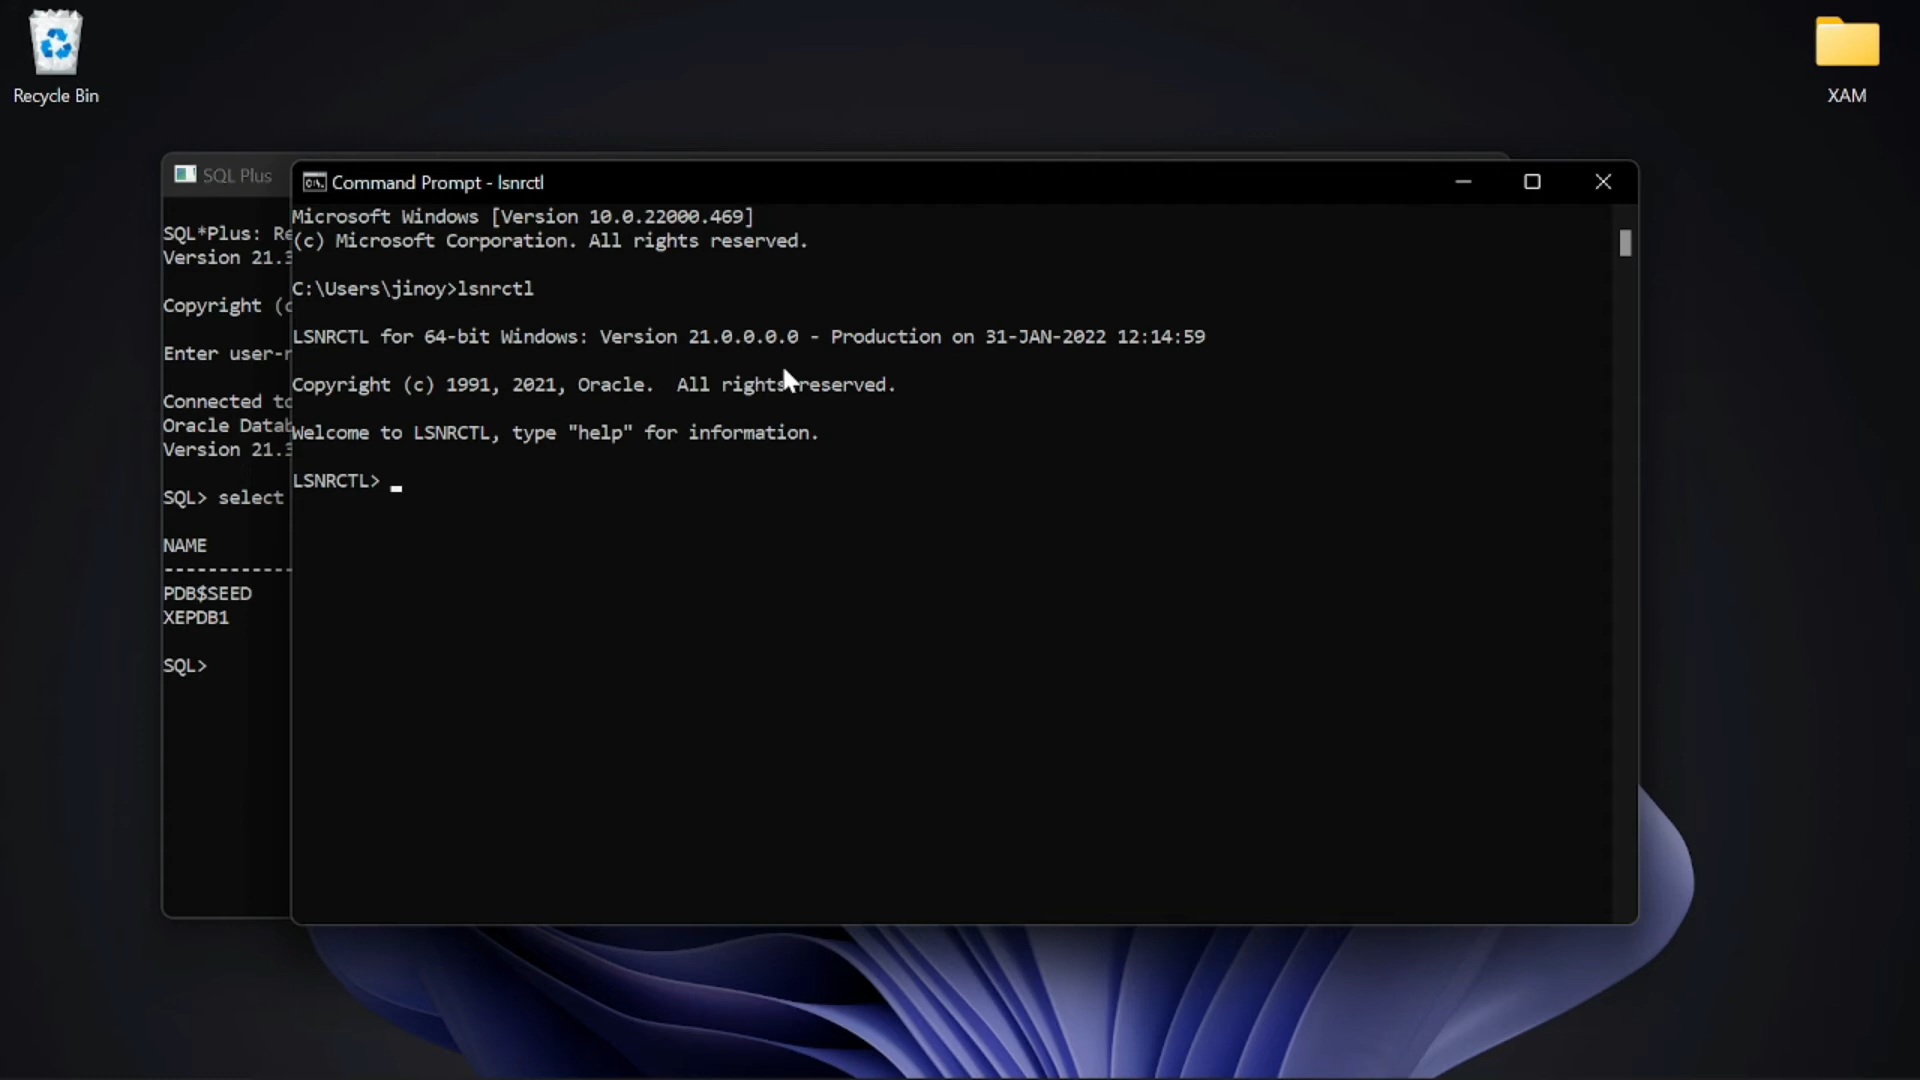 Recycle Bin
XAM
SQL Plus
SQL*Plus:
Version 21.3
Copyright
Enter
Connected
Oracle
Version 21.3
SQL> select
NAME
------------
PDB$SEED
XEPDB1
SQL>
Command Prompt - lsnrctl
Microsoft Windows [Version 10.0.22000.469]
(c) Microsoft Corporation. All rights reserved.
C:\Users\jinoy>lsnrctl
LSNRCTL for 64-bit Windows: Version 21.0.0.0.0 - Production on 31-JAN-2022 12:14:59
Copyright (c) 1991, 2021, Oracle.  All rights reserved.
Welcome to LSNRCTL, type "help" for information.
LSNRCTL> _